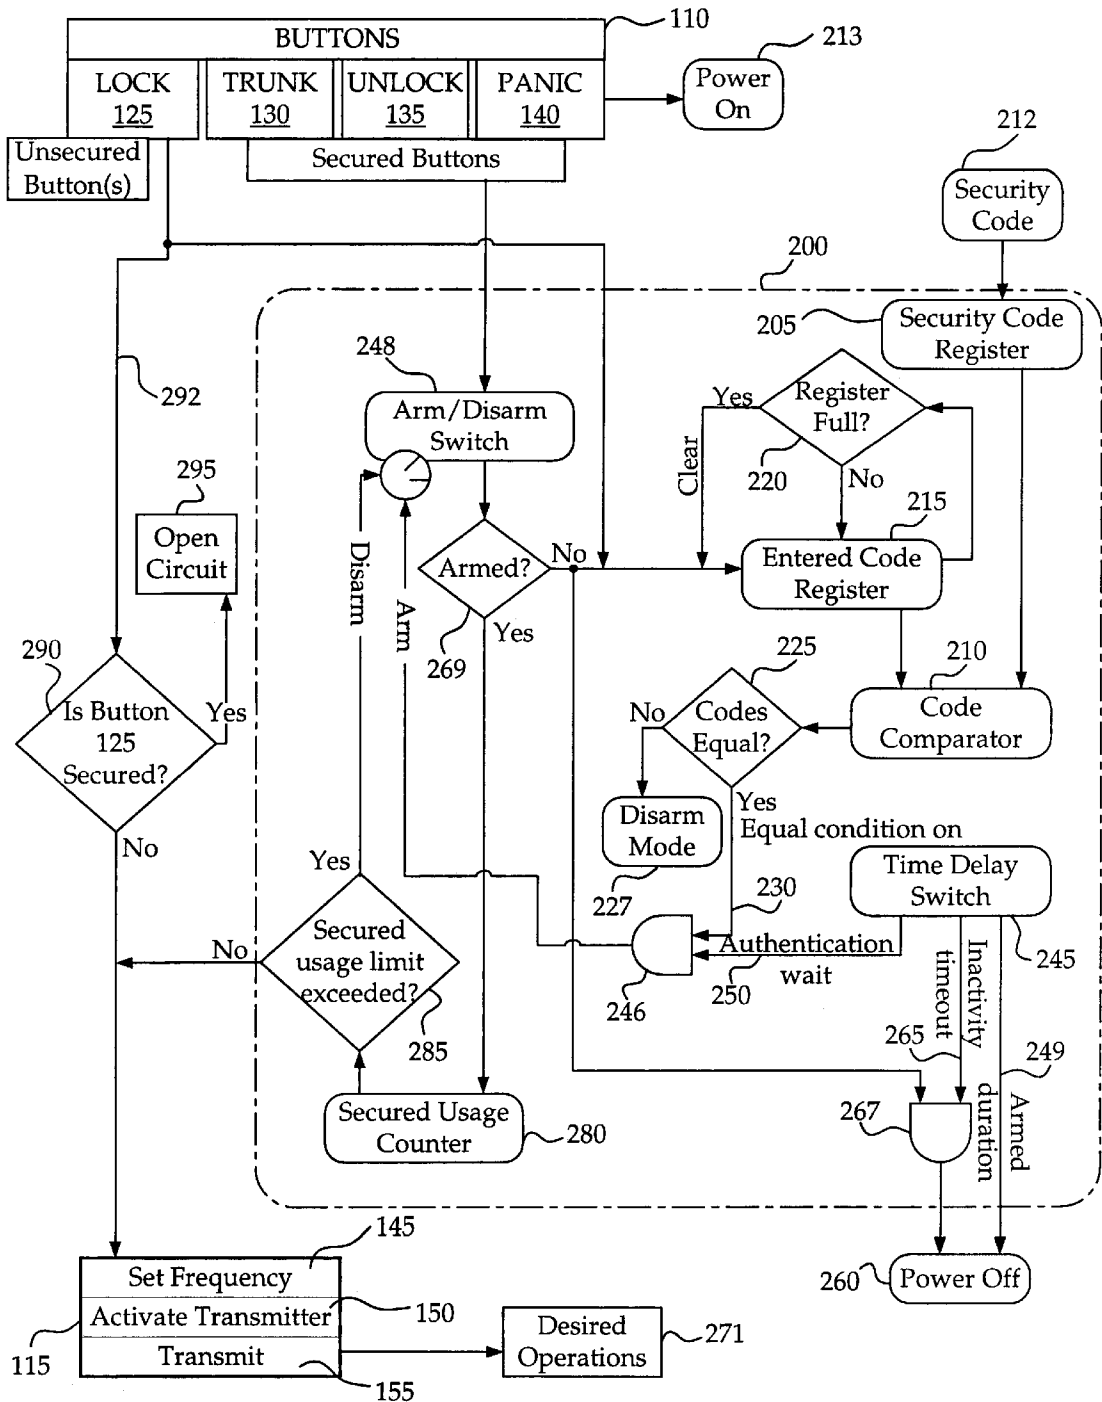 110
BUTTONS
213
LOCK
125
TRUNK
130
UNLOCK
135
PANIC
140
Power
On
Unsecured
Button(s)
Secured Buttons
212
Security
Code
200
205
Security Code
Register
248
292
Arm/Disarm
Switch
Yes
Register
Full?
220
No
Clear
295
Open
Circuit
215
Disarm
Arm
Armed?
No
269
Yes
Entered Code
Register
290
Is Button
125
Secured?
Yes
No
225
210
No
Codes
Equal?
Code
Comparator
Yes
Equal condition on
Disarm
Mode
227
230
Time Delay
Switch
245
Yes
No
Secured
usage limit
exceeded?
285
Authentication
wait
250
246
Inactivity
timeout
265
249
Armed
duration
267
Secured Usage
Counter
280
145
Set Frequency
Activate Transmitter
150
115
Transmit
155
Desired
Operations
271
260
Power Off